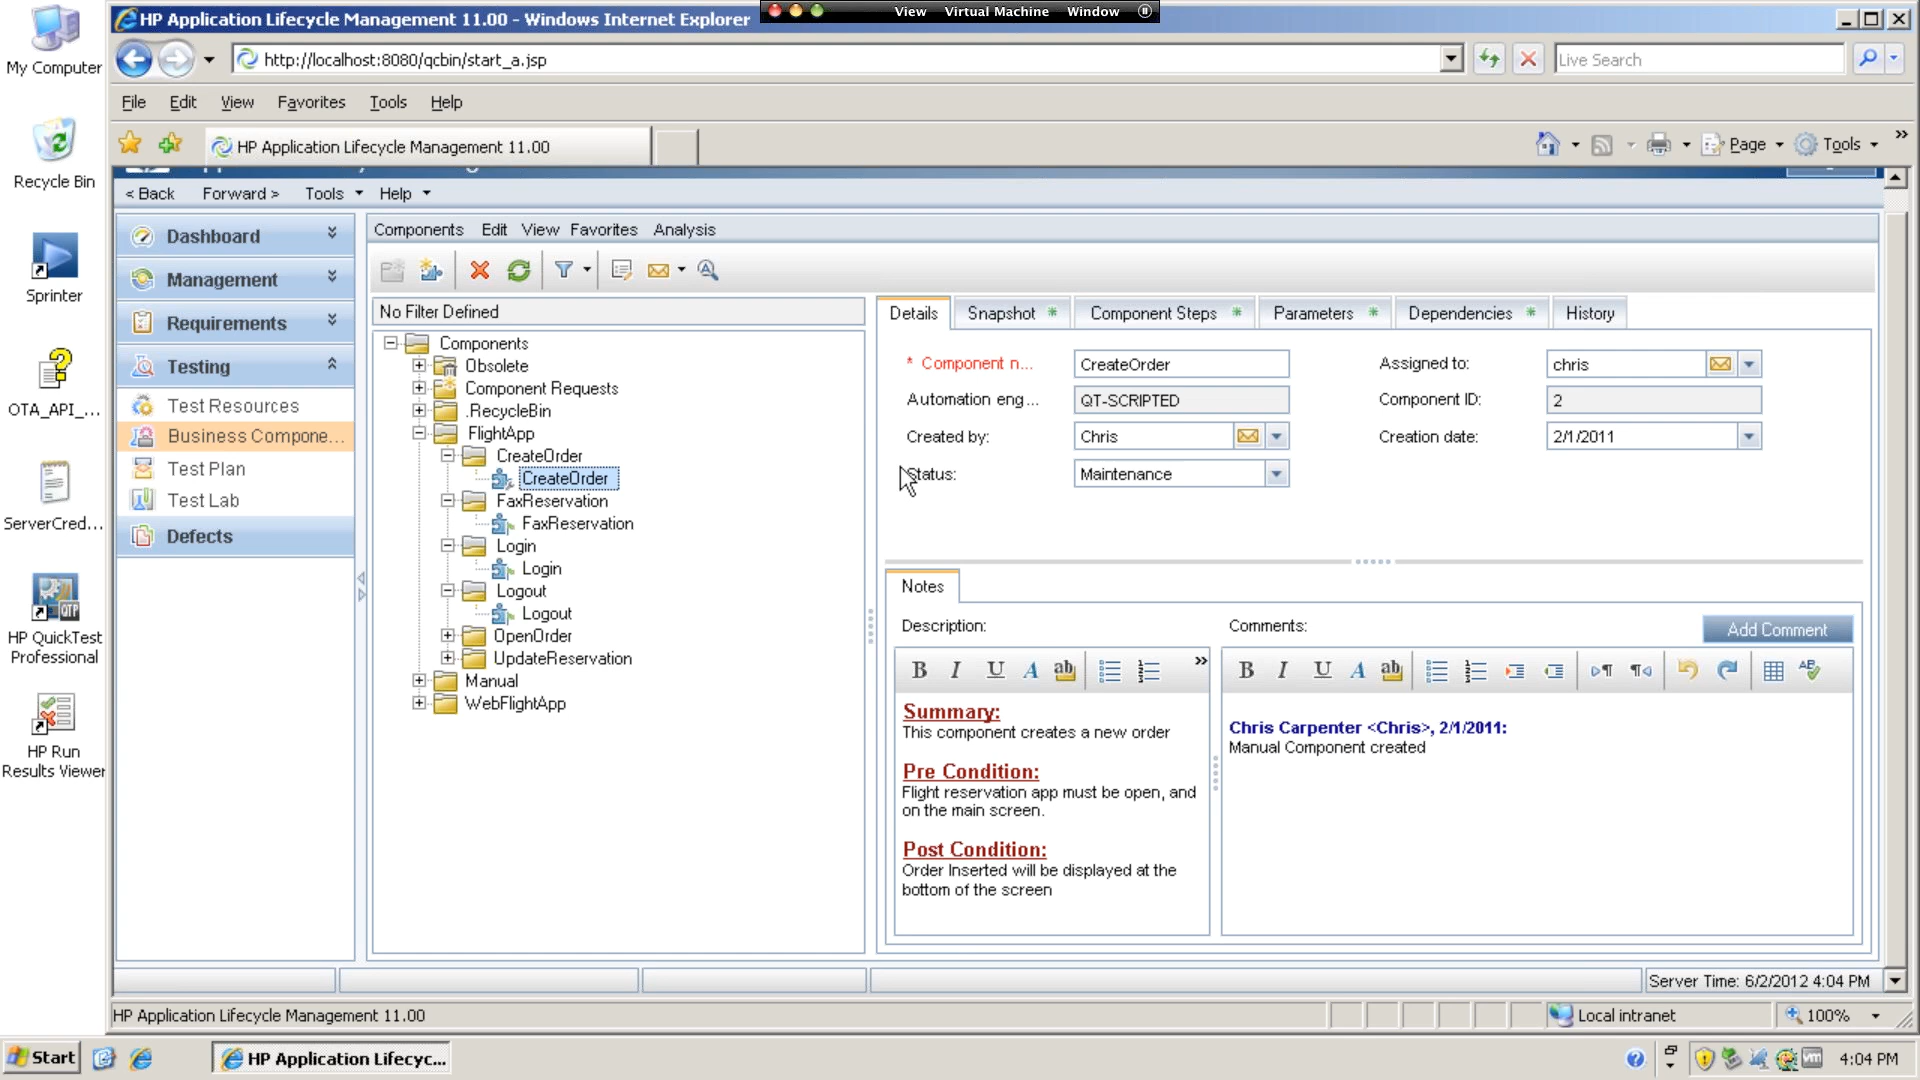 HP Application Lifecycle Management 11.00 - Windows Internet Explorer
View Virtual Machine Window
http://localhost:8080/qcbin/start_a.jsp
Live Search
File Edit View Favorites Tools Help
HP Application Lifecycle Management 11.00
Page Tools »
< Back Forward > Tools Help
My Computer
Recycle Bin
Sprinter
OTA_API_...
ServerCred...
HP QuickTest
Professional
HP Run
Results Viewer
Dashboard
Management
Requirements
Testing
Test Resources
Business Compone...
Test Plan
Test Lab
Defects
Components Edit View Favorites Analysis
No Filter Defined
Components
Obsolete
Component Requests
.RecycleBin
FlightApp
CreateOrder
CreateOrder
FaxReservation
FaxReservation
Login
Login
Logout
Logout
OpenOrder
UpdateReservation
Manual
WebFlightApp
Details Snapshot * Component Steps * Parameters * Dependencies * History
* Component n... CreateOrder Assigned to: chris
Automation eng... QT-SCRIPTED Component ID: 2
Created by: Chris Creation date: 2/1/2011
Status: Maintenance
Notes
Description: Comments: Add Comment
B I U A ab »
B I U A ab
Summary:
This component creates a new order
Pre Condition:
Flight reservation app must be open, and
on the main screen.
Post Condition:
Order Inserted will be displayed at the
bottom of the screen
Chris Carpenter <Chris>, 2/1/2011:
Manual Component created
Server Time: 6/2/2012 4:04 PM
HP Application Lifecycle Management 11.00 Local intranet 100%
Start HP Application Lifecyc... 4:04 PM